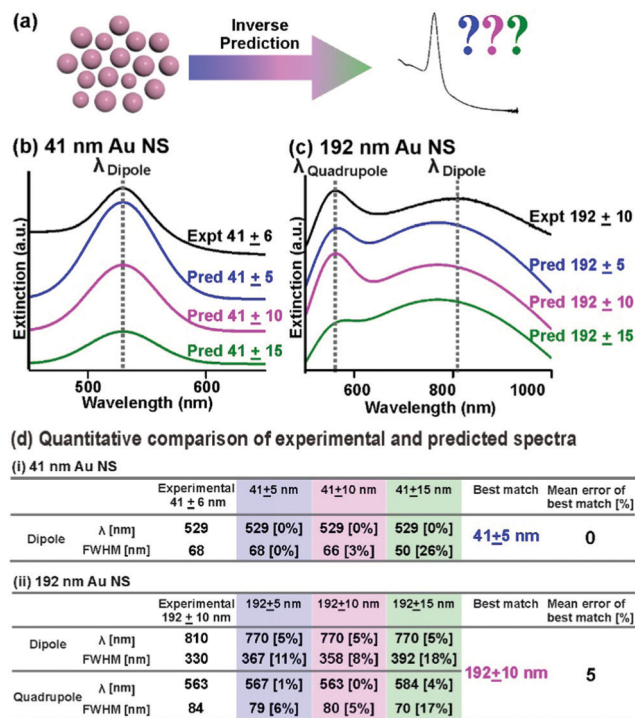 (a)
Inverse
Prediction
???
(b) 41 nm Au NS
λDipole
Expt 41 ± 6
Pred 41 ± 5
Pred 41 ± 10
Pred 41 ± 15
Extinction (a.u.)
500 600
Wavelength (nm)
(c) 192 nm Au NS
λQuadrupole λDipole
Expt 192 ± 10
Pred 192 ± 5
Pred 192 ± 10
Pred 192 ± 15
Extinction (a.u.)
600 800 1000
Wavelength (nm)
(d) Quantitative comparison of experimental and predicted spectra
(i) 41 nm Au NS
Experimental 41±5 nm 41±10 nm 41±15 nm Best match Mean error of
41 ± 6 nm best match [%]
λ [nm] 529 529 [0%] 529 [0%] 529 [0%]
Dipole 41±5 nm 0
FWHM [nm] 68 68 [0%] 66 [3%] 50 [26%]
(ii) 192 nm Au NS
Experimental 192±5 nm 192±10 nm 192±15 nm Best match Mean error of
192 ± 10 nm best match [%]
λ [nm] 810 770 [5%] 770 [5%] 770 [5%]
Dipole
FWHM [nm] 330 367 [11%] 358 [8%] 392 [18%]
192±10 nm 5
λ [nm] 563 567 [1%] 563 [0%] 584 [4%]
Quadrupole
FWHM [nm] 84 79 [6%] 80 [5%] 70 [17%]